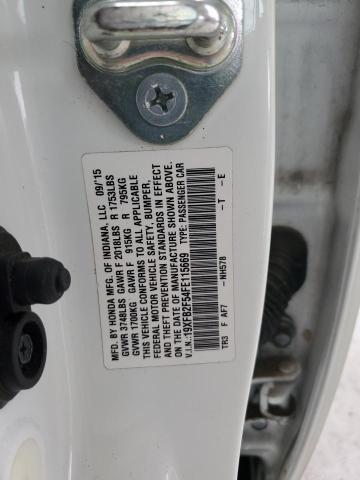 MFD. BY HONDA MFG. OF INDIANA, LLC 09/'15
GVWR 3748LBS GAWR F 2018LBS R 1753LBS
GVWR 1700KG GAWR F 915KG R 795KG
THIS VEHICLE CONFORMS TO ALL APPLICABLE
FEDERAL MOTOR VEHICLE SAFETY, BUMPER,
AND THEFT PREVENTION STANDARDS IN EFFECT
ON THE DATE OF MANUFACTURE SHOWN ABOVE.
V.I.N.:19XFB2F54FE115669 TYPE: PASSENGER CAR
TR3 F AF7 —NH578 —T —E